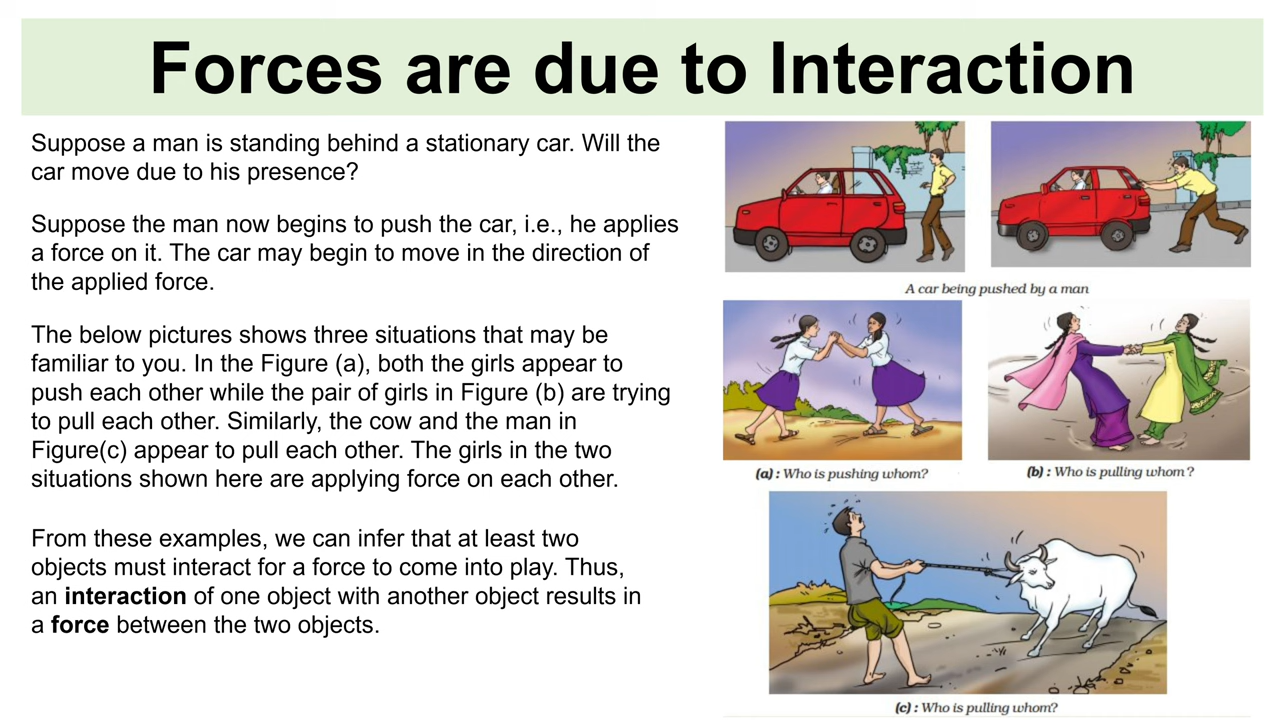 Forces are due to Interaction
Suppose a man is standing behind a stationary car. Will the
car move due to his presence?
Suppose the man now begins to push the car, i.e., he applies
a force on it. The car may begin to move in the direction of
the applied force.
The below pictures shows three situations that may be
familiar to you. In the Figure (a), both the girls appear to
push each other while the pair of girls in Figure (b) are trying
to pull each other. Similarly, the cow and the man in
Figure(c) appear to pull each other. The girls in the two
situations shown here are applying force on each other.
From these examples, we can infer that at least two
objects must interact for a force to come into play. Thus,
an interaction of one object with another object results in
a force between the two objects.
A car being pushed by a man
(a) : Who is pushing whom?
(b) : Who is pulling whom?
(c) : Who is pulling whom?